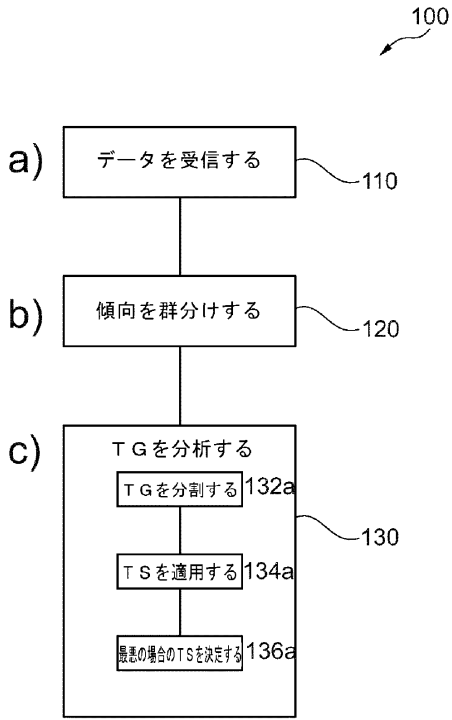 100
a)
データを受信する
110
b)
傾向を群分けする
120
c)
ＴＧを分析する
ＴＧを分割する
132a
130
ＴＳを適用する
134a
最悪の場合のＴＳを決定する
136a